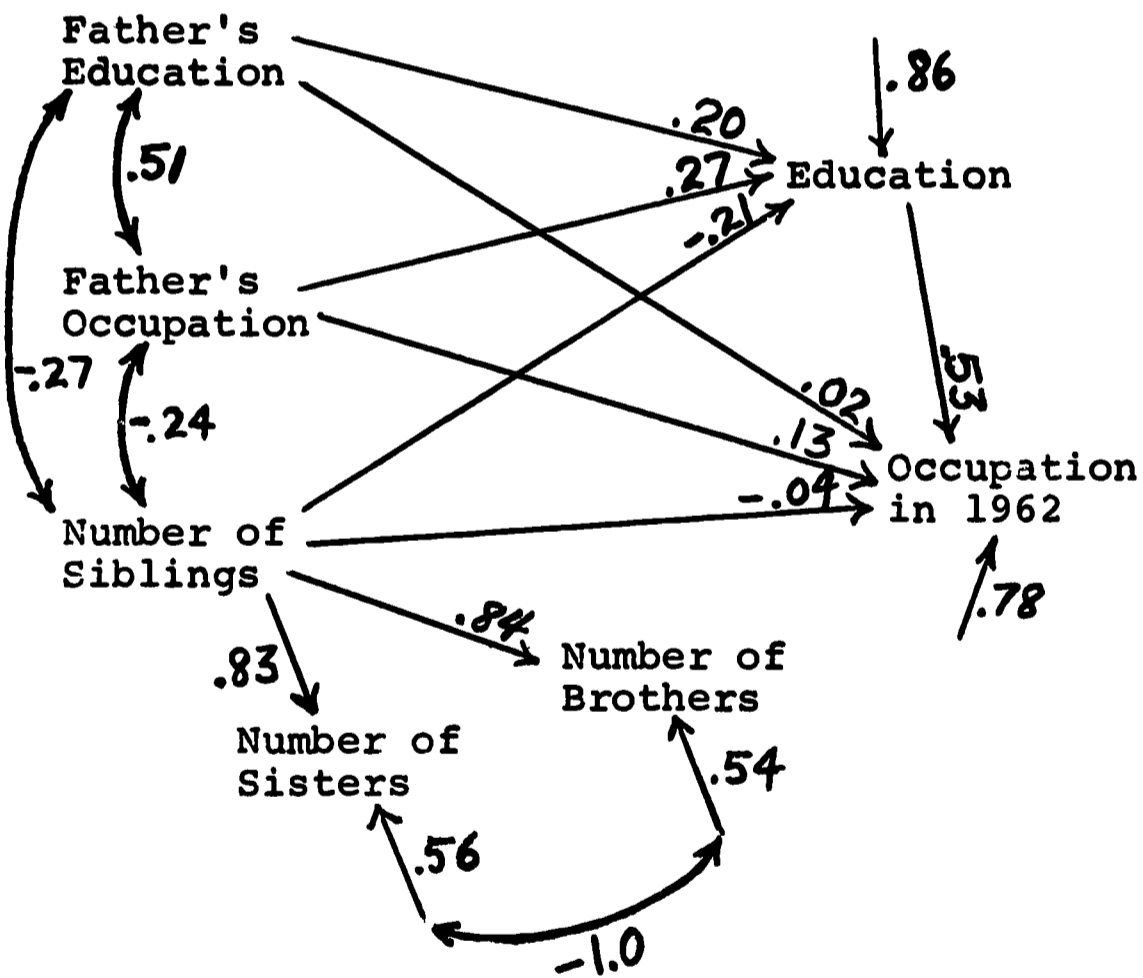 Father's
Education
.86
.20
.51
.27
Education
-.21
Father's
Occupation
-.27
-.24
.53
.02
.13
Occupation
in 1962
-.04
Number of
Siblings
.78
.84
.83
Number of
Brothers
Number of
Sisters
.54
.56
-1.0